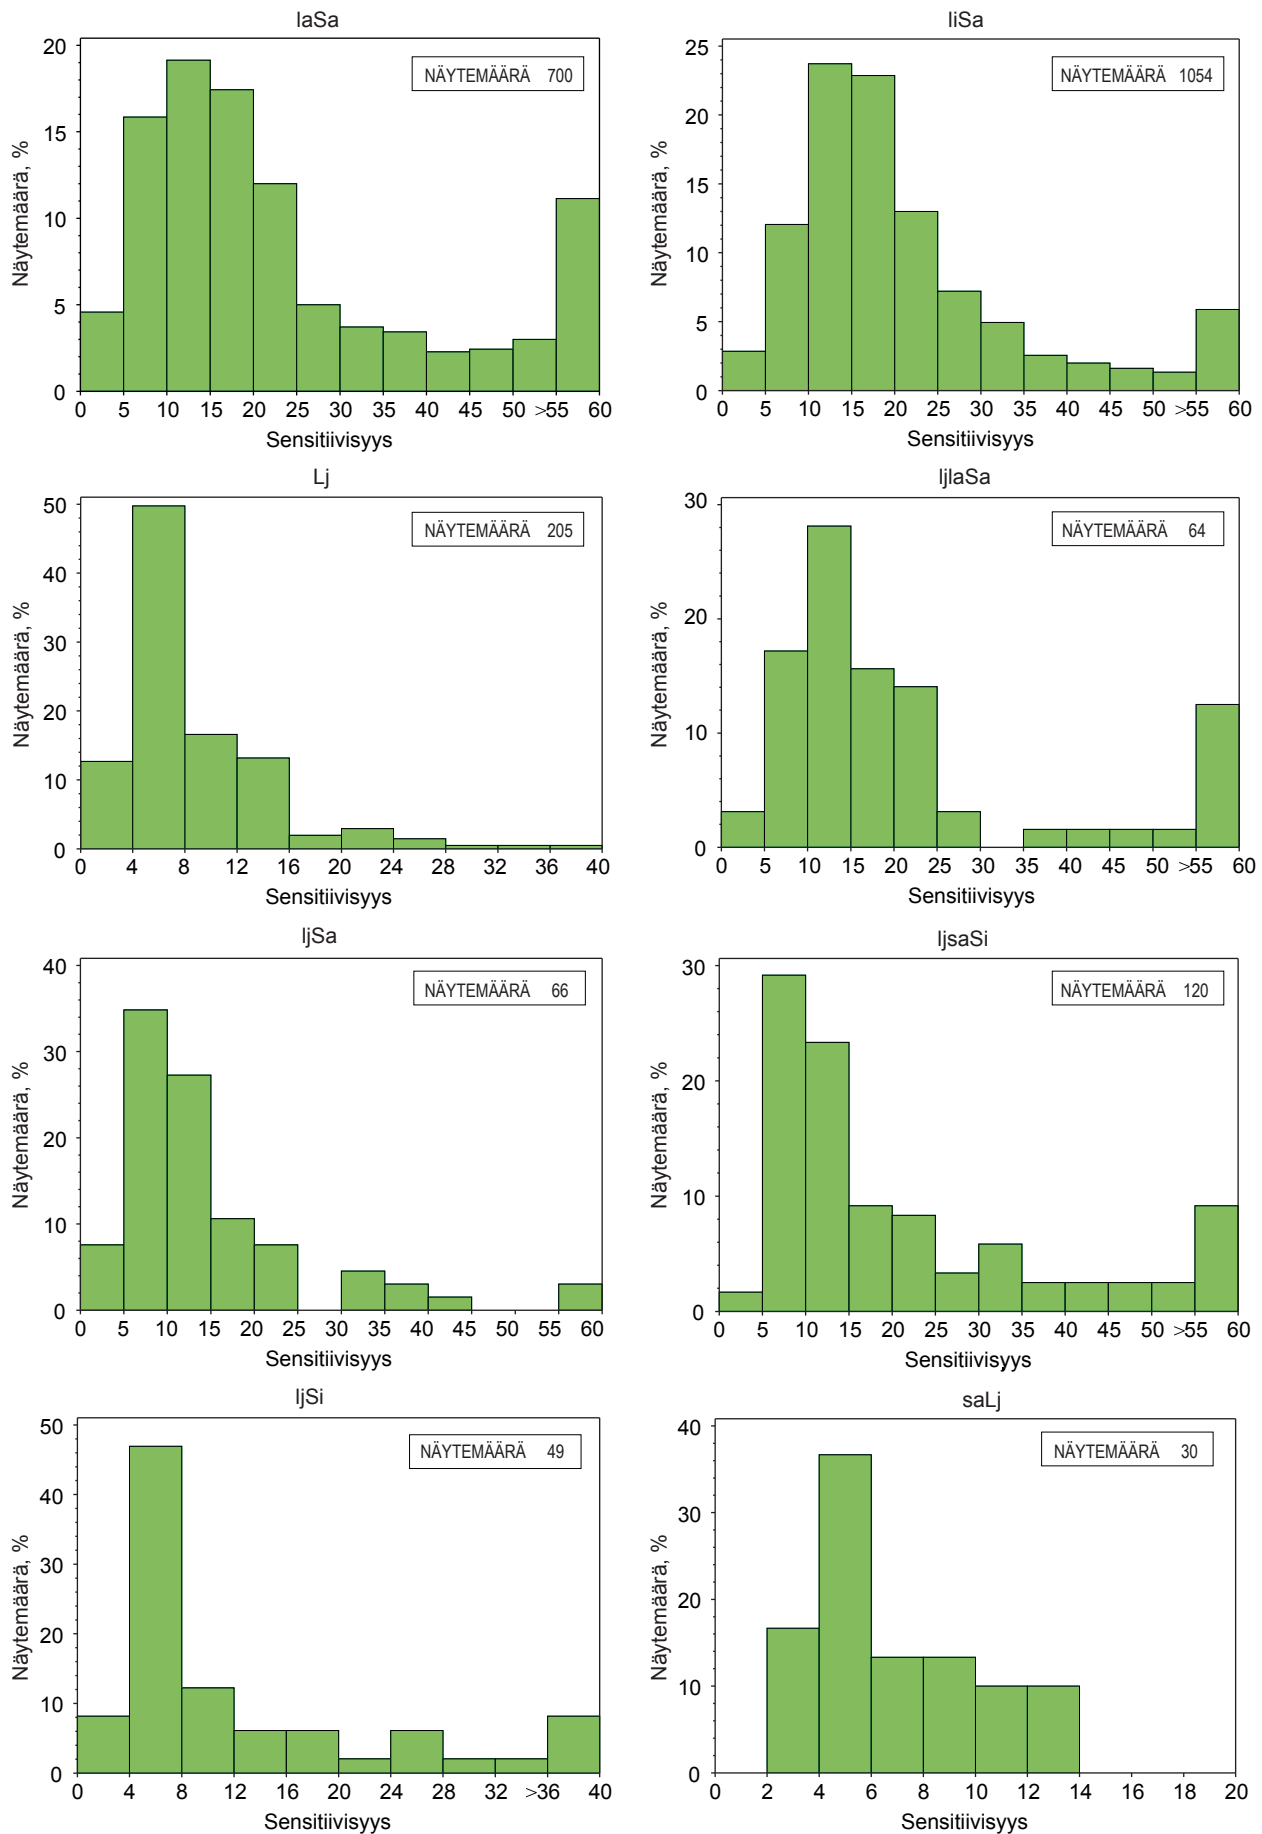 laSa
20
15
10
5
0
Näytemäärä, %
NÄYTEMÄÄRÄ 700
0 5 10 15 20 25 30 35 40 45 50 >55 60
Sensitiivisyys
liSa
25
20
15
10
5
0
Näytemäärä, %
NÄYTEMÄÄRÄ 1054
0 5 10 15 20 25 30 35 40 45 50 >55 60
Sensitiivisyys
Lj
50
40
30
20
10
0
Näytemäärä, %
NÄYTEMÄÄRÄ 205
0 4 8 12 16 20 24 28 32 36 40
Sensitiivisyys
ljlaSa
30
20
10
0
Näytemäärä, %
NÄYTEMÄÄRÄ 64
0 5 10 15 20 25 30 35 40 45 50 >55 60
Sensitiivisyys
ljSa
40
30
20
10
0
Näytemäärä, %
NÄYTEMÄÄRÄ 66
0 5 10 15 20 25 30 35 40 45 50 55 60
Sensitiivisyys
ljsaSi
30
20
10
0
Näytemäärä, %
NÄYTEMÄÄRÄ 120
0 5 10 15 20 25 30 35 40 45 50 >55 60
Sensitiivisyys
ljSi
50
40
30
20
10
0
Näytemäärä, %
NÄYTEMÄÄRÄ 49
0 4 8 12 16 20 24 28 32 >36 40
Sensitiivisyys
saLj
40
30
20
10
0
Näytemäärä, %
NÄYTEMÄÄRÄ 30
0 2 4 6 8 10 12 14 16 18 20
Sensitiivisyys